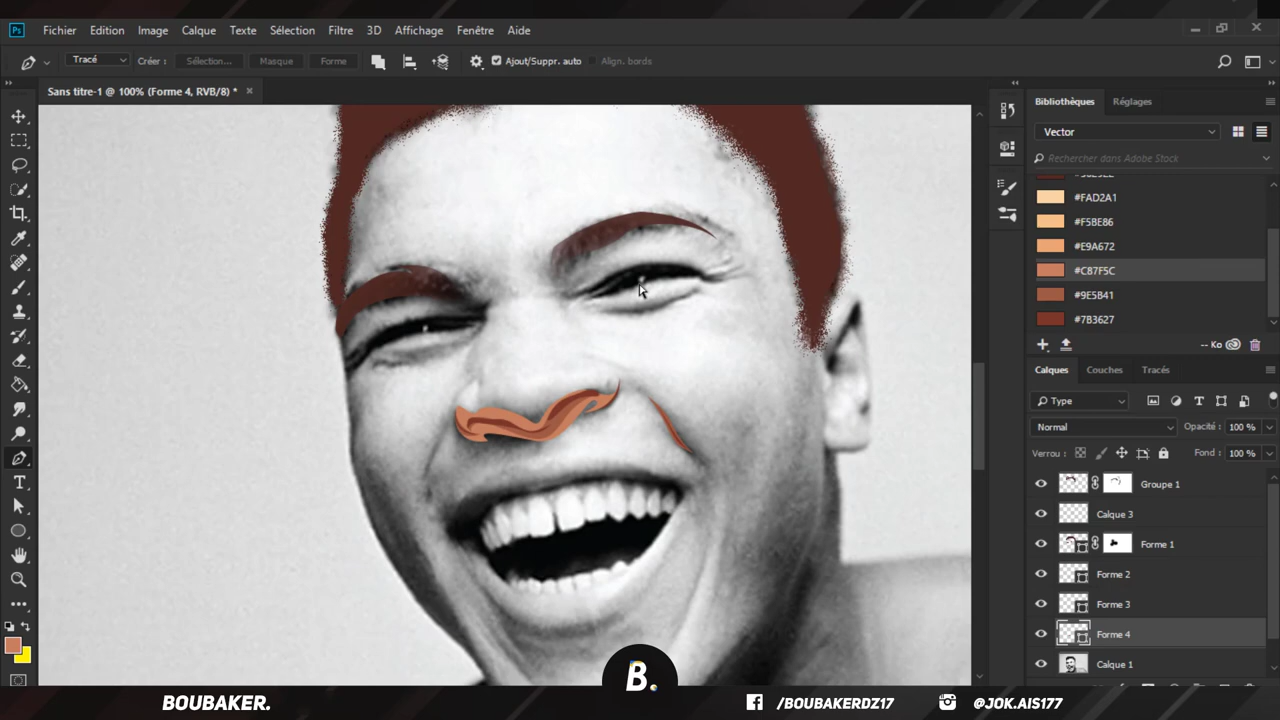 Ps Fichier Edition Image Calque Texte Sélection Filtre 3D Affichage Fenêtre Aide
Tracé Créer : Sélection... Masque Forme Ajout/Suppr. auto Align. bords
Sans titre-1 @ 100% (Forme 4, RVB/8) *
Bibliothèques Réglages
Vector
Rechercher dans Adobe Stock
#FAD2A1
#F5BE86
#E9A672
#C87F5C
#9E5B41
#7B3627
-- Ko
Calques Couches Tracés
Type
Normal Opacité : 100 %
Verrou : Fond : 100 %
Groupe 1
Calque 3
Forme 1
Forme 2
Forme 3
Forme 4
Calque 1
BOUBAKER.
B.
/BOUBAKERDZ17
@JOK.AIS177